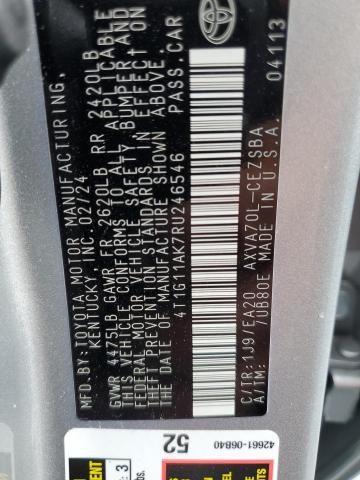 MFD. BY: TOYOTA MOTOR MANUFACTURING,
KENTUCKY, INC. 02/24
GVWR 4475LB GAWR FR 2620LB RR 2420LB
THIS VEHICLE CONFORMS TO ALL APPLICABLE
FEDERAL MOTOR VEHICLE SAFETY, BUMPER AND
THEFT PREVENTION STANDARDS IN EFFECT ON
THE DATE OF MANUFACTURE SHOWN ABOVE.
4T1G11AK7RU246546 PASS.CAR
TOYOTA
C/TR: 1J9/EA20 AXVA70L-CEZSBA
A/TM: 70B80E MADE IN U.S.A.
04113
42661-06B40
52
3